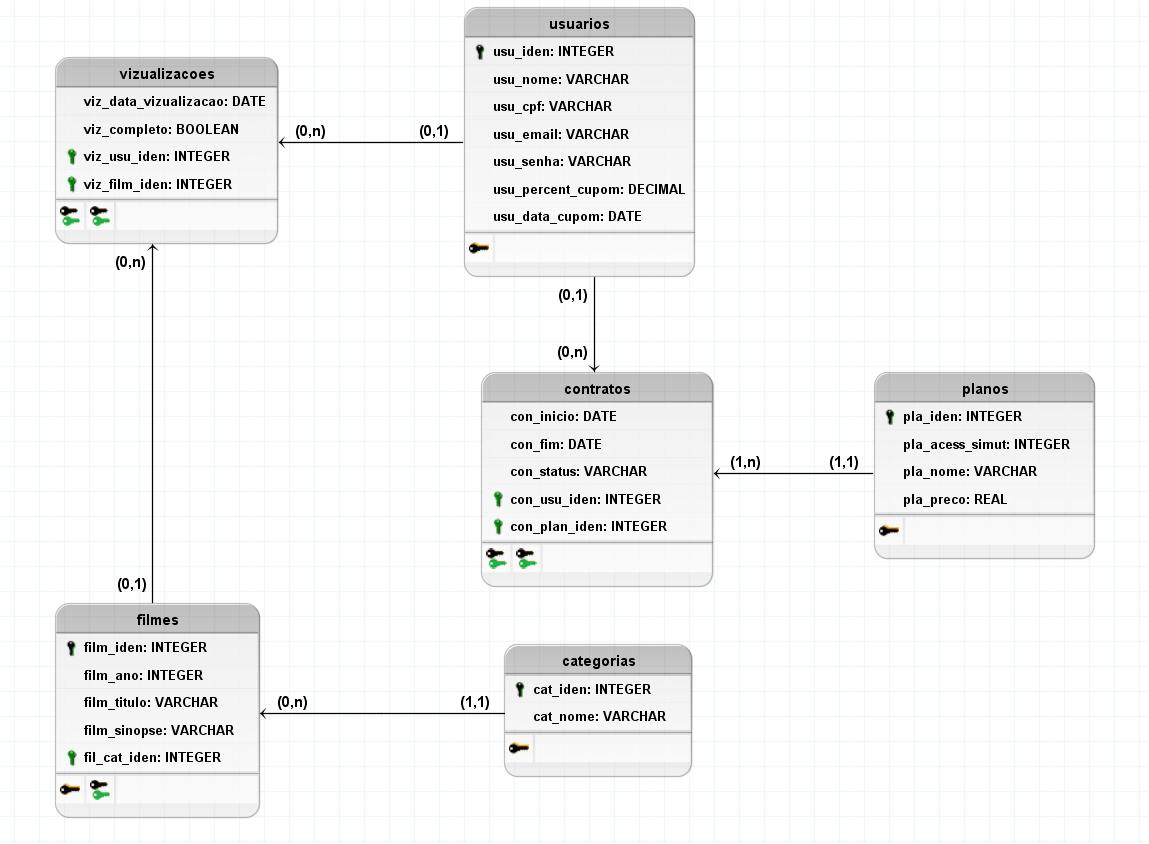 usuarios
usu_iden: INTEGER
usu_nome: VARCHAR
usu_cpf: VARCHAR
usu_email: VARCHAR
usu_senha: VARCHAR
usu_percent_cupom: DECIMAL
usu_data_cupom: DATE
vizualizacoes
viz_data_vizualizacao: DATE
viz_completo: BOOLEAN
viz_usu_iden: INTEGER
viz_film_iden: INTEGER
(0,n)
(0,1)
(0,n)
(0,1)
(0,1)
(0,n)
contratos
con_inicio: DATE
con_fim: DATE
con_status: VARCHAR
con_usu_iden: INTEGER
con_plan_iden: INTEGER
(1,n)
(1,1)
planos
pla_iden: INTEGER
pla_acess_simut: INTEGER
pla_nome: VARCHAR
pla_preco: REAL
filmes
film_iden: INTEGER
film_ano: INTEGER
film_titulo: VARCHAR
film_sinopse: VARCHAR
fil_cat_iden: INTEGER
(0,n)
(1,1)
categorias
cat_iden: INTEGER
cat_nome: VARCHAR